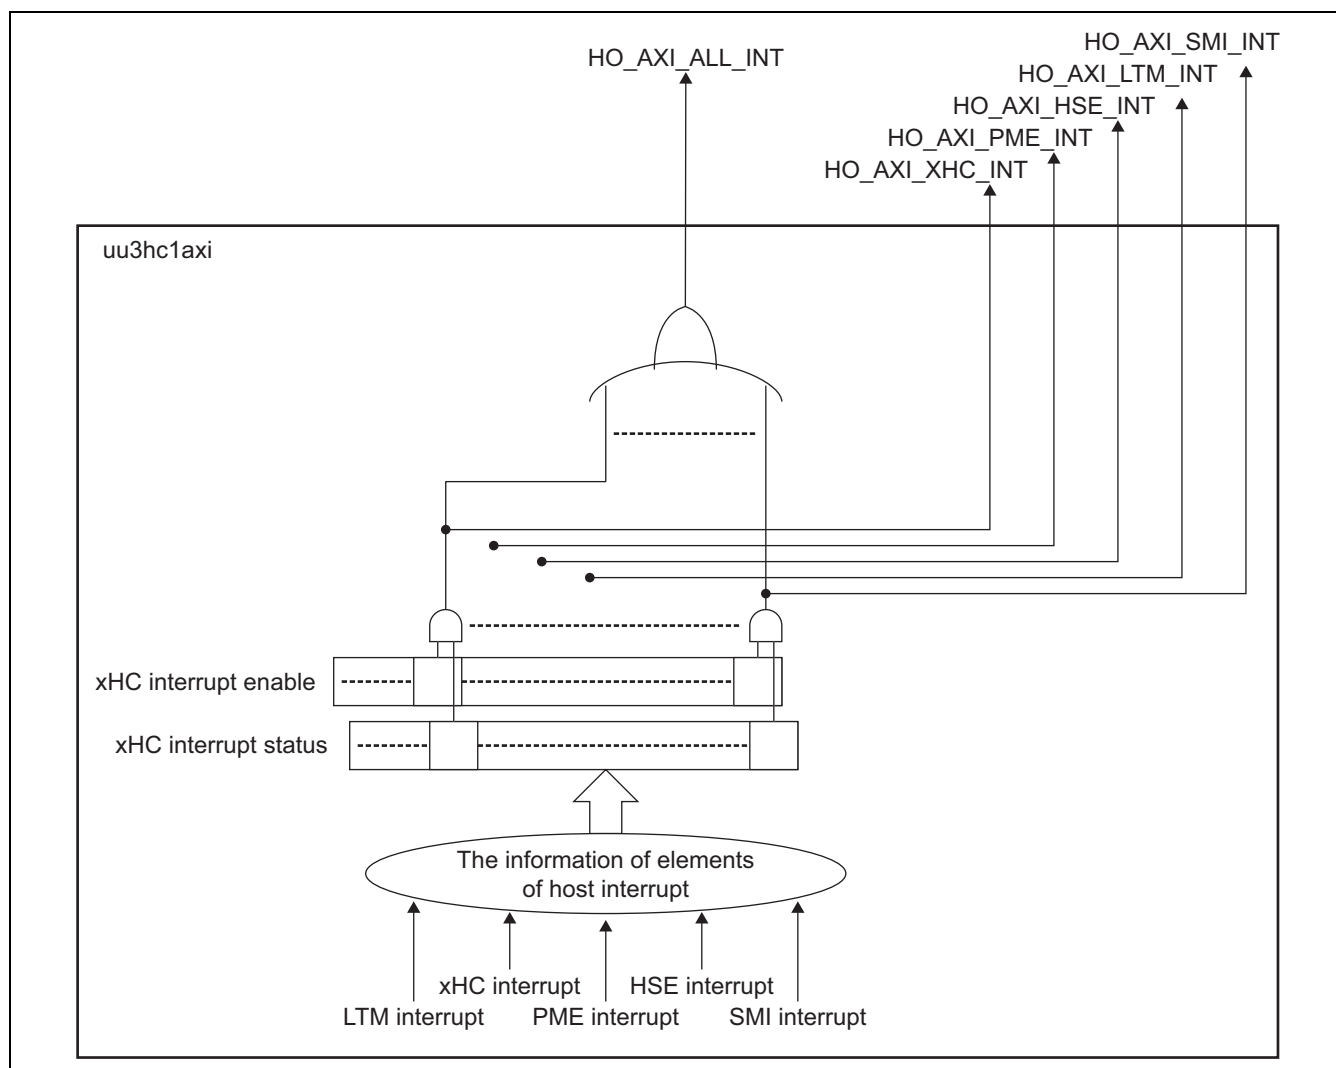 HO_AXI_SMI_INT
HO_AXI_ALL_INT
HO_AXI_LTM_INT
HO_AXI_HSE_INT
HO_AXI_PME_INT
HO_AXI_XHC_INT
uu3hc1axi
xHC interrupt enable
xHC interrupt status
The information of elements
of host interrupt
xHC interrupt
HSE interrupt
LTM interrupt
PME interrupt
SMI interrupt